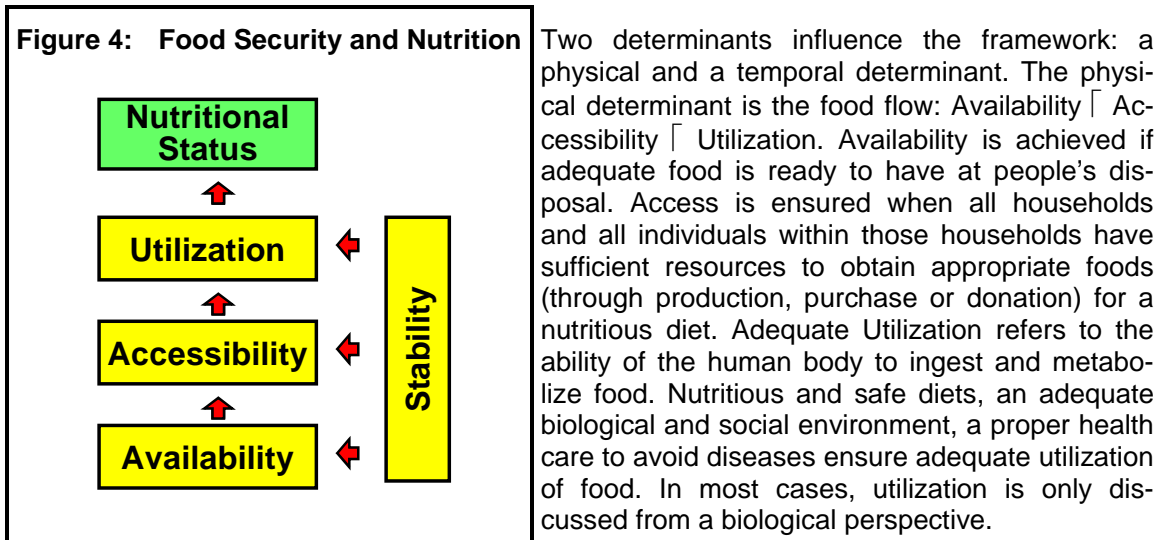 Figure 4: Food Security and Nutrition
Nutritional
Status
Utilization
Accessibility
Availability
Stability
Two determinants influence the framework: a
physical and a temporal determinant. The physi-
cal determinant is the food flow: Availability⎡ Ac-
cessibility⎡ Utilization. Availability is achieved if
adequate food is ready to have at people's dis-
posal. Access is ensured when all households
and all individuals within those households have
sufficient resources to obtain appropriate foods
(through production, purchase or donation) for a
nutritious diet. Adequate Utilization refers to the
ability of the human body to ingest and metabo-
lize food. Nutritious and safe diets, an adequate
biological and social environment, a proper health
care to avoid diseases ensure adequate utilization
of food. In most cases, utilization is only dis-
cussed from a biological perspective.